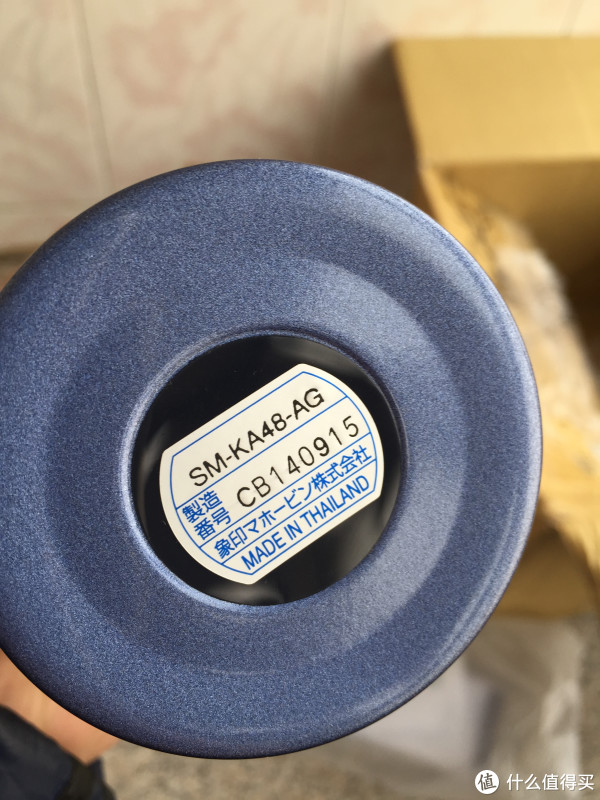 SM-KA48-AG
製造
番号
CB140915
象印マホービン株式会社
MADE IN THAILAND
值 什么值得买